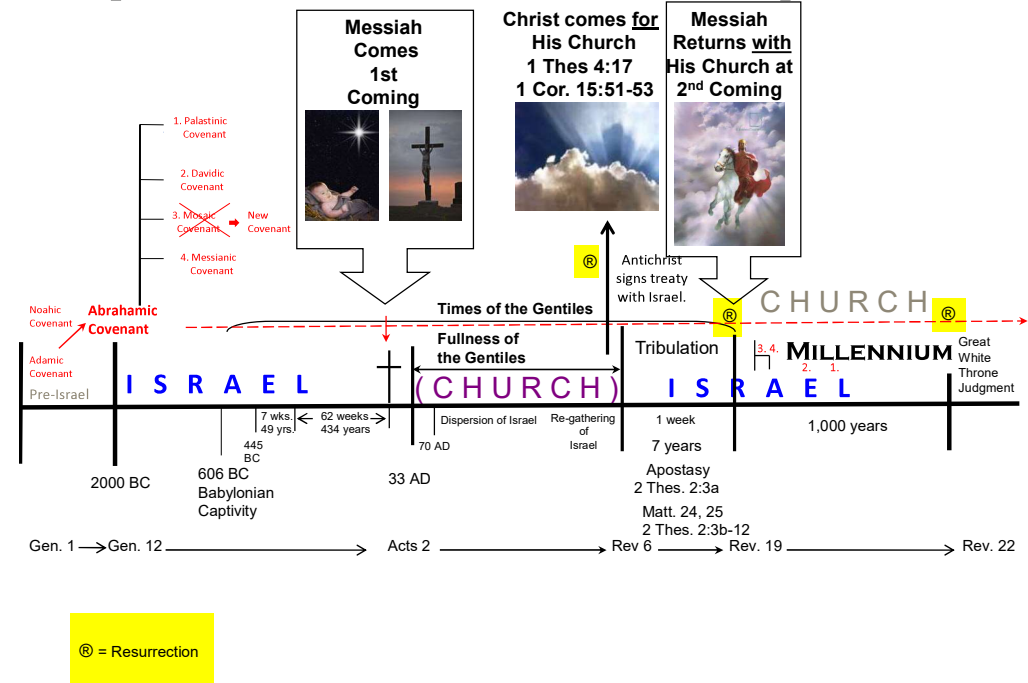 Messiah
Comes
1st
Coming
Christ comes for
His Church
1 Thes 4:17
1 Cor. 15:51-53
Messiah
Returns with
His Church at
2nd Coming
1. Palastinic
Covenant
2. Davidic
Covenant
3. Mosaic
Covenant
New
Covenant
4. Messianic
Covenant
Noahic
Covenant
Abrahamic
Covenant
Adamic
Covenant
Pre-Israel
®
Antichrist
signs treaty
with Israel.
Times of the Gentiles
®
CHURCH
®
Fullness of
the Gentiles
Tribulation
3. 4.
MILLENNIUM
2. 1.
Great
White
Throne
Judgment
ISRAEL
(CHURCH)
ISRAEL
7 wks.
49 yrs.
62 weeks
434 years
445
BC
70 AD
Dispersion of Israel
Re-gathering
of
Israel
1 week
7 years
1,000 years
2000 BC
606 BC
Babylonian
Captivity
33 AD
Apostasy
2 Thes. 2:3a
Matt. 24, 25
2 Thes. 2:3b-12
Gen. 1
Gen. 12
Acts 2
Rev 6
Rev. 19
Rev. 22
® = Resurrection